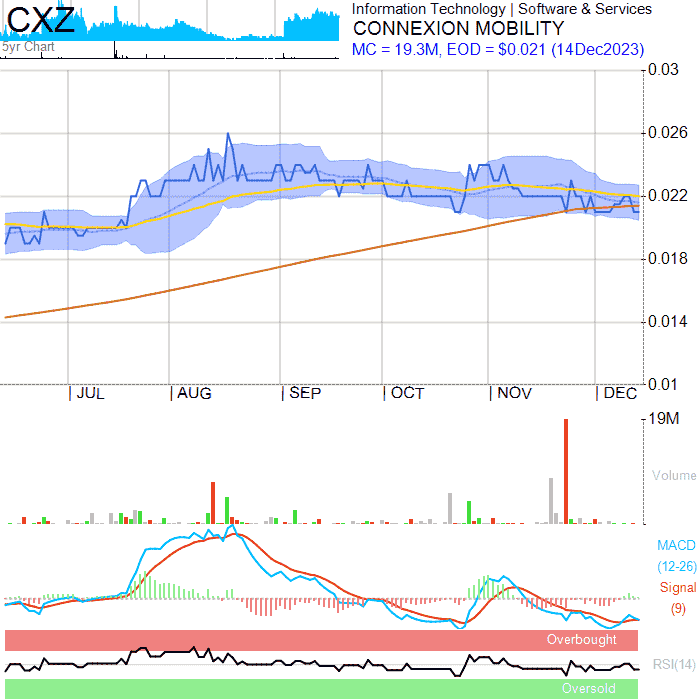 CXZ
5yr Chart
Information Technology | Software & Services
CONNEXION MOBILITY
MC = 19.3M, EOD = $0.021 (14Dec2023)
0.03
0.026
0.022
0.018
0.014
0.01
| JUL | AUG | SEP | OCT | NOV | DEC
19M
Volume
MACD
(12-26)
Signal
(9)
Overbought
RSI(14)
Oversold